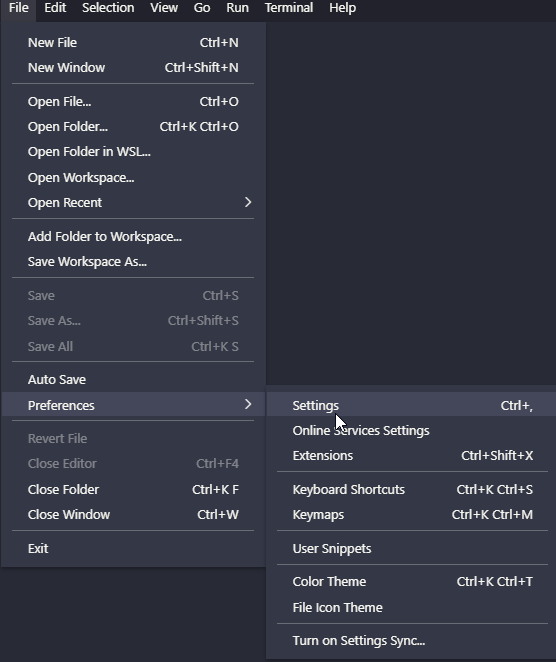 File Edit Selection View Go Run Terminal Help
New File Ctrl+N
New Window Ctrl+Shift+N
Open File... Ctrl+O
Open Folder... Ctrl+K Ctrl+O
Open Folder in WSL...
Open Workspace...
Open Recent
Add Folder to Workspace...
Save Workspace As...
Save Ctrl+S
Save As... Ctrl+Shift+S
Save All Ctrl+K S
Auto Save
Preferences
Revert File
Close Editor Ctrl+F4
Close Folder Ctrl+K F
Close Window Ctrl+W
Exit
Settings Ctrl+,
Online Services Settings
Extensions Ctrl+Shift+X
Keyboard Shortcuts Ctrl+K Ctrl+S
Keymaps Ctrl+K Ctrl+M
User Snippets
Color Theme Ctrl+K Ctrl+T
File Icon Theme
Turn on Settings Sync...